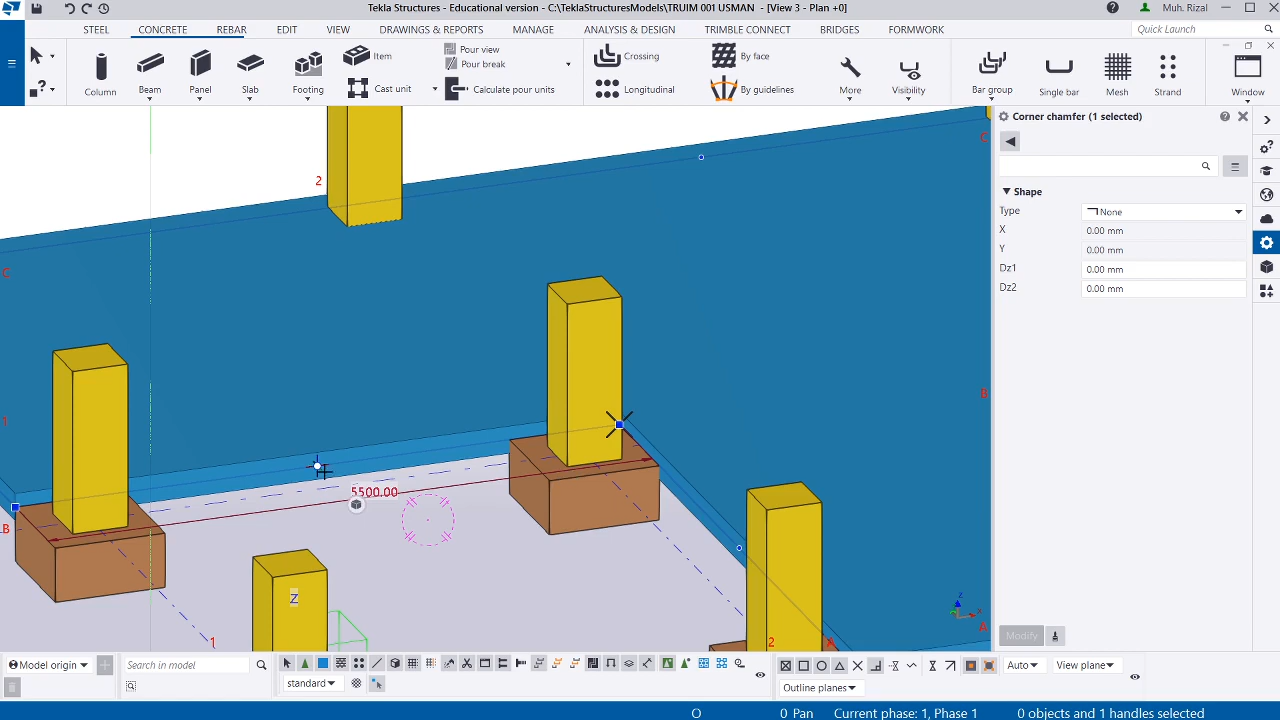 Tekla Structures - Educational Version - C:\TeklaStructuresModels\TRUIM 001 USMAN - [View 3 - Plan +0]
Muh. Rizal
STEEL CONCRETE REBAR EDIT VIEW DRAWINGS & REPORTS MANAGE ANALYSIS & DESIGN TRIMBLE CONNECT BRIDGES FORMWORK
Quick Launch
Column Beam Panel Slab Footing
Item
Cast unit
Pour view
Pour break
Calculate pour units
Crossing
Longitudinal
By face
By guidelines
More Visibility Bar group Single bar Mesh Strand Window
Corner chamfer (1 selected)
Shape
Type None
X 0.00 mm
Y 0.00 mm
Dz1 0.00 mm
Dz2 0.00 mm
Modify
C
2
C
1
B
B
5500.00
Z
1
2
A
A
Z
X
Model origin
Search in model
standard
Auto
View plane
Outline planes
O
0 Pan
Current phase: 1, Phase 1
0 objects and 1 handles selected